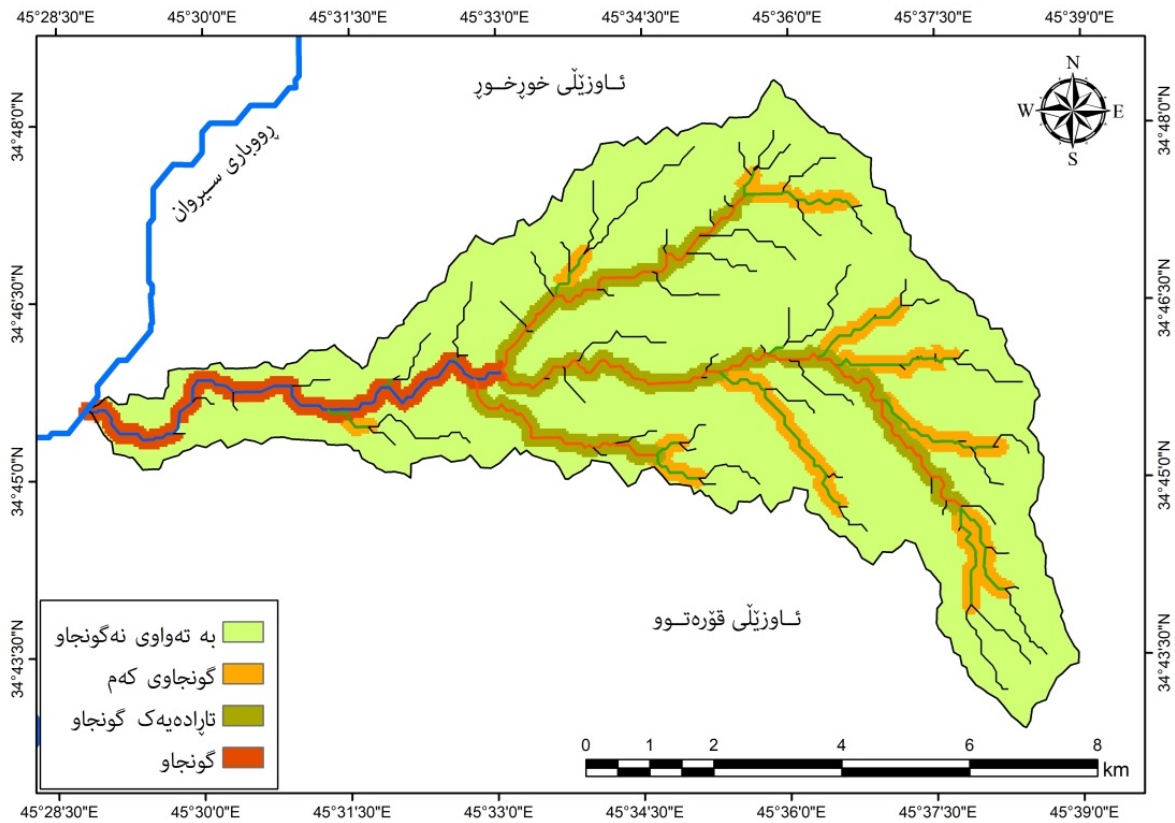 45°28'30"E 45°30'0"E 45°31'30"E 45°33'0"E 45°34'30"E 45°36'0"E 45°37'30"E 45°39'0"E
34°48'0"N 34°48'0"N
ئـاوزێڵی خوڕخـوڕ
N
W E
S
ڕووباری سیروان
34°46'30"N 34°46'30"N
34°45'0"N 34°45'0"N
ئـاوزێڵی قۆرەتـوو
34°43'30"N 34°43'30"N
بە تەواوی نەگونجاو
گونجاوی کەم
تاڕادەیەک گونجاو
گونجاو
0 1 2 4 6 8
km
45°28'30"E 45°30'0"E 45°31'30"E 45°33'0"E 45°34'30"E 45°36'0"E 45°37'30"E 45°39'0"E